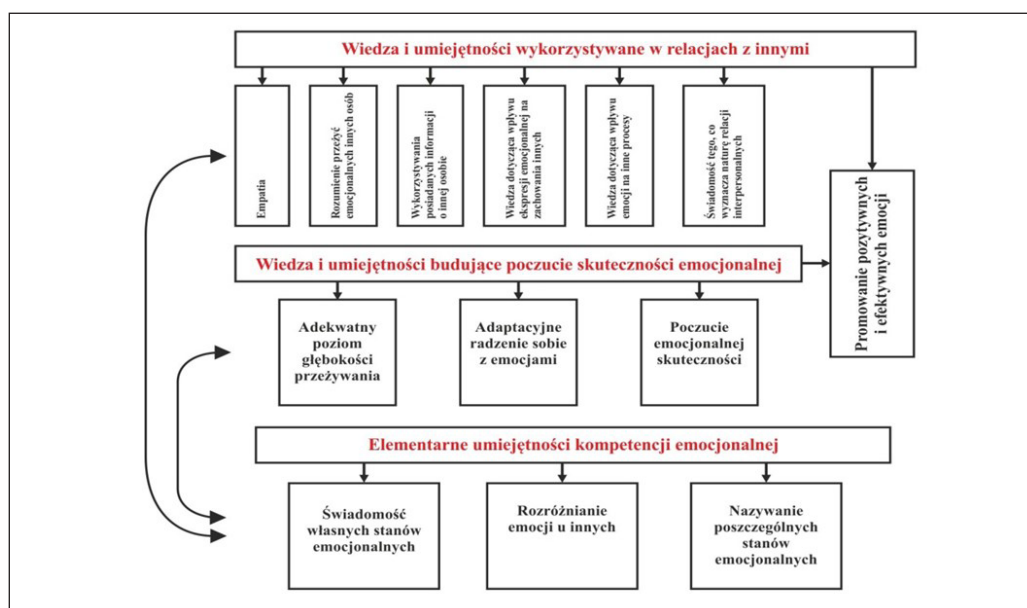 Wiedza i umiejętności wykorzystywane w relacjach z innymi
Empatia
Rozumienie przeżyć
emocjonalnych innych osób
Wykorzystywania
posiadanych informacji
o innej osobie
Wiedza dotycząca wpływu
ekspresji emocjonalnej na
zachowania innych
Wiedza dotycząca wpływu
emocji na inne procesy
Świadomość tego, co
wyznacza naturę relacji
interpersonalnych
Promowanie pozytywnych
i efektywnych emocji
Wiedza i umiejętności budujące poczucie skuteczności emocjonalnej
Adekwatny
poziom
głębokości
przeżywania
Adaptacyjne
radzenie sobie
z emocjami
Poczucie
emocjonalnej
skuteczności
Elementarne umiejętności kompetencji emocjonalnej
Świadomość
własnych stanów
emocjonalnych
Rozróżnianie
emocji u innych
Nazywanie
poszczególnych
stanów
emocjonalnych